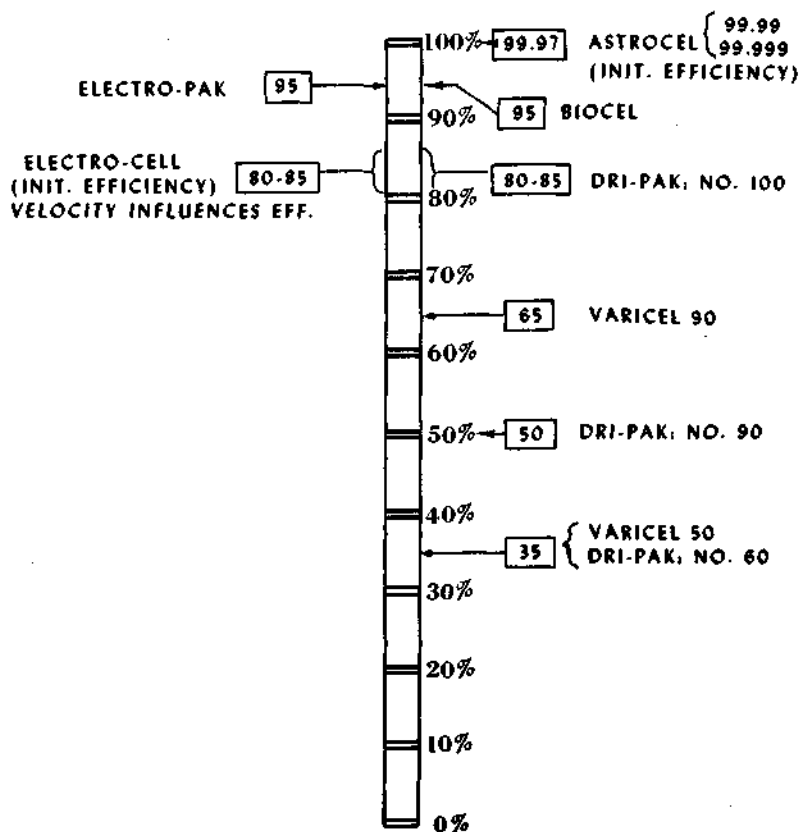 99.99
100% 99.97 ASTROCEL 99.999
(INIT. EFFICIENCY)
ELECTRO-PAK 95
95 BIOCEL
90%
ELECTRO-CELL
(INIT. EFFICIENCY) 80-85
VELOCITY INFLUENCES EFF.
80-85 DRI-PAK: NO. 100
80%
70%
65 VARICEL 90
60%
50% 50 DRI-PAK: NO. 90
40%
35 VARICEL 50
DRI-PAK: NO. 60
30%
20%
10%
0%